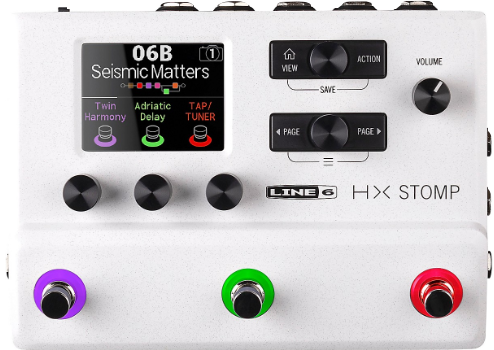 06B
1
Seismic Matters
Twin
Harmony
Adriatic
Delay
TAP/
TUNER
VIEW
ACTION
SAVE
PAGE
PAGE
VOLUME
LINE 6
HX STOMP